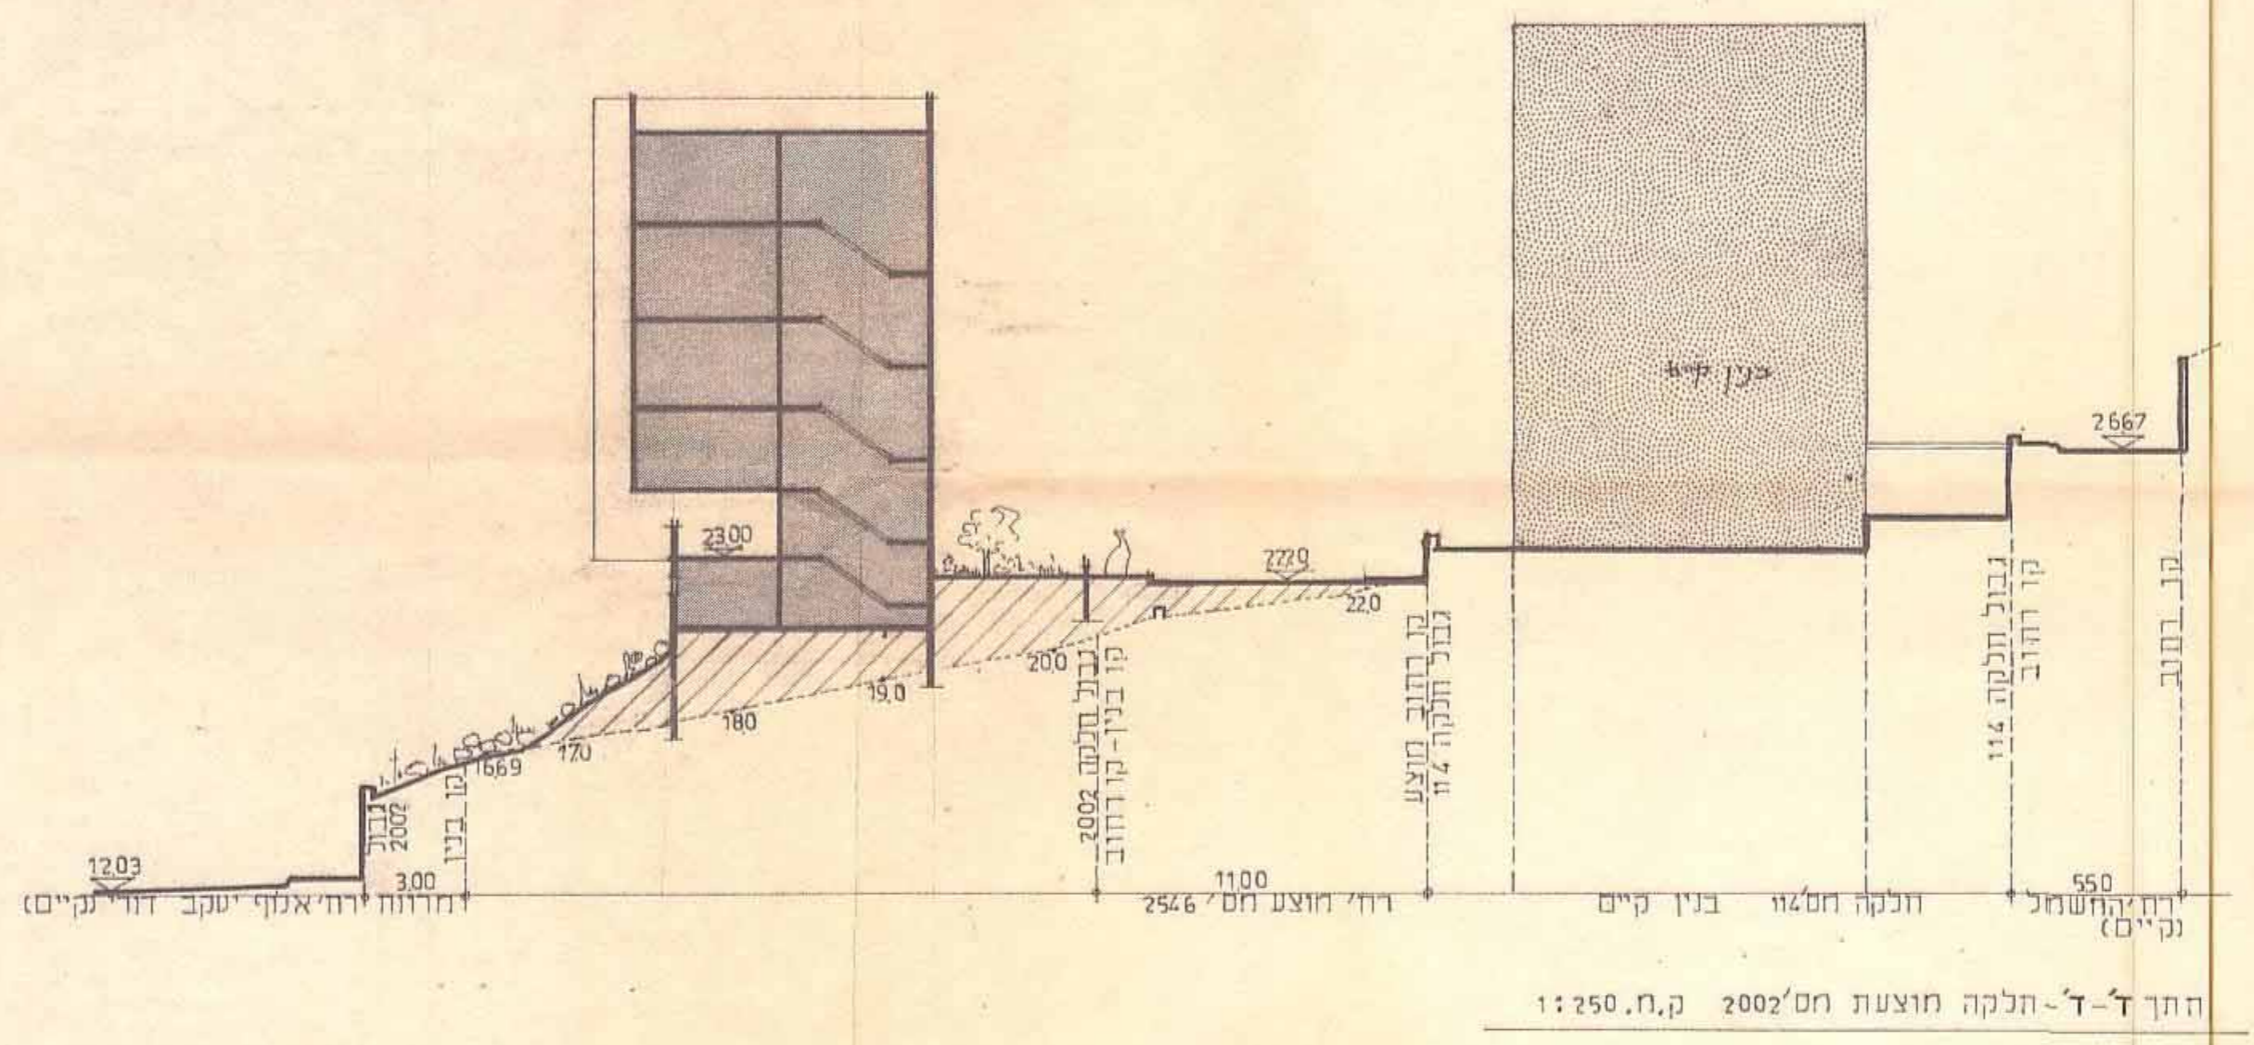 בנין קיים
26.67
23.00
22.20
22.0
20.0
19.0
18.0
17.0
16.69
12.03
גבול
2002
קו בנין
גבול חלקה 2002
קו בנין - קו רחוב
קו רחוב מוצע
גבול חלקה 114
גבול חלקה 114
קו רחוב
קו רחוב
3.00
11.00
5.50
רח' החשמל
(קיים)
חלקה מס' 114 בנין קיים
רח' מוצע מס' 2546
רח' אלוף יעקב דורי (קיים)
חתך ד'-ד' - חלקה מוצעת מס' 2002 ק.מ. 1:250